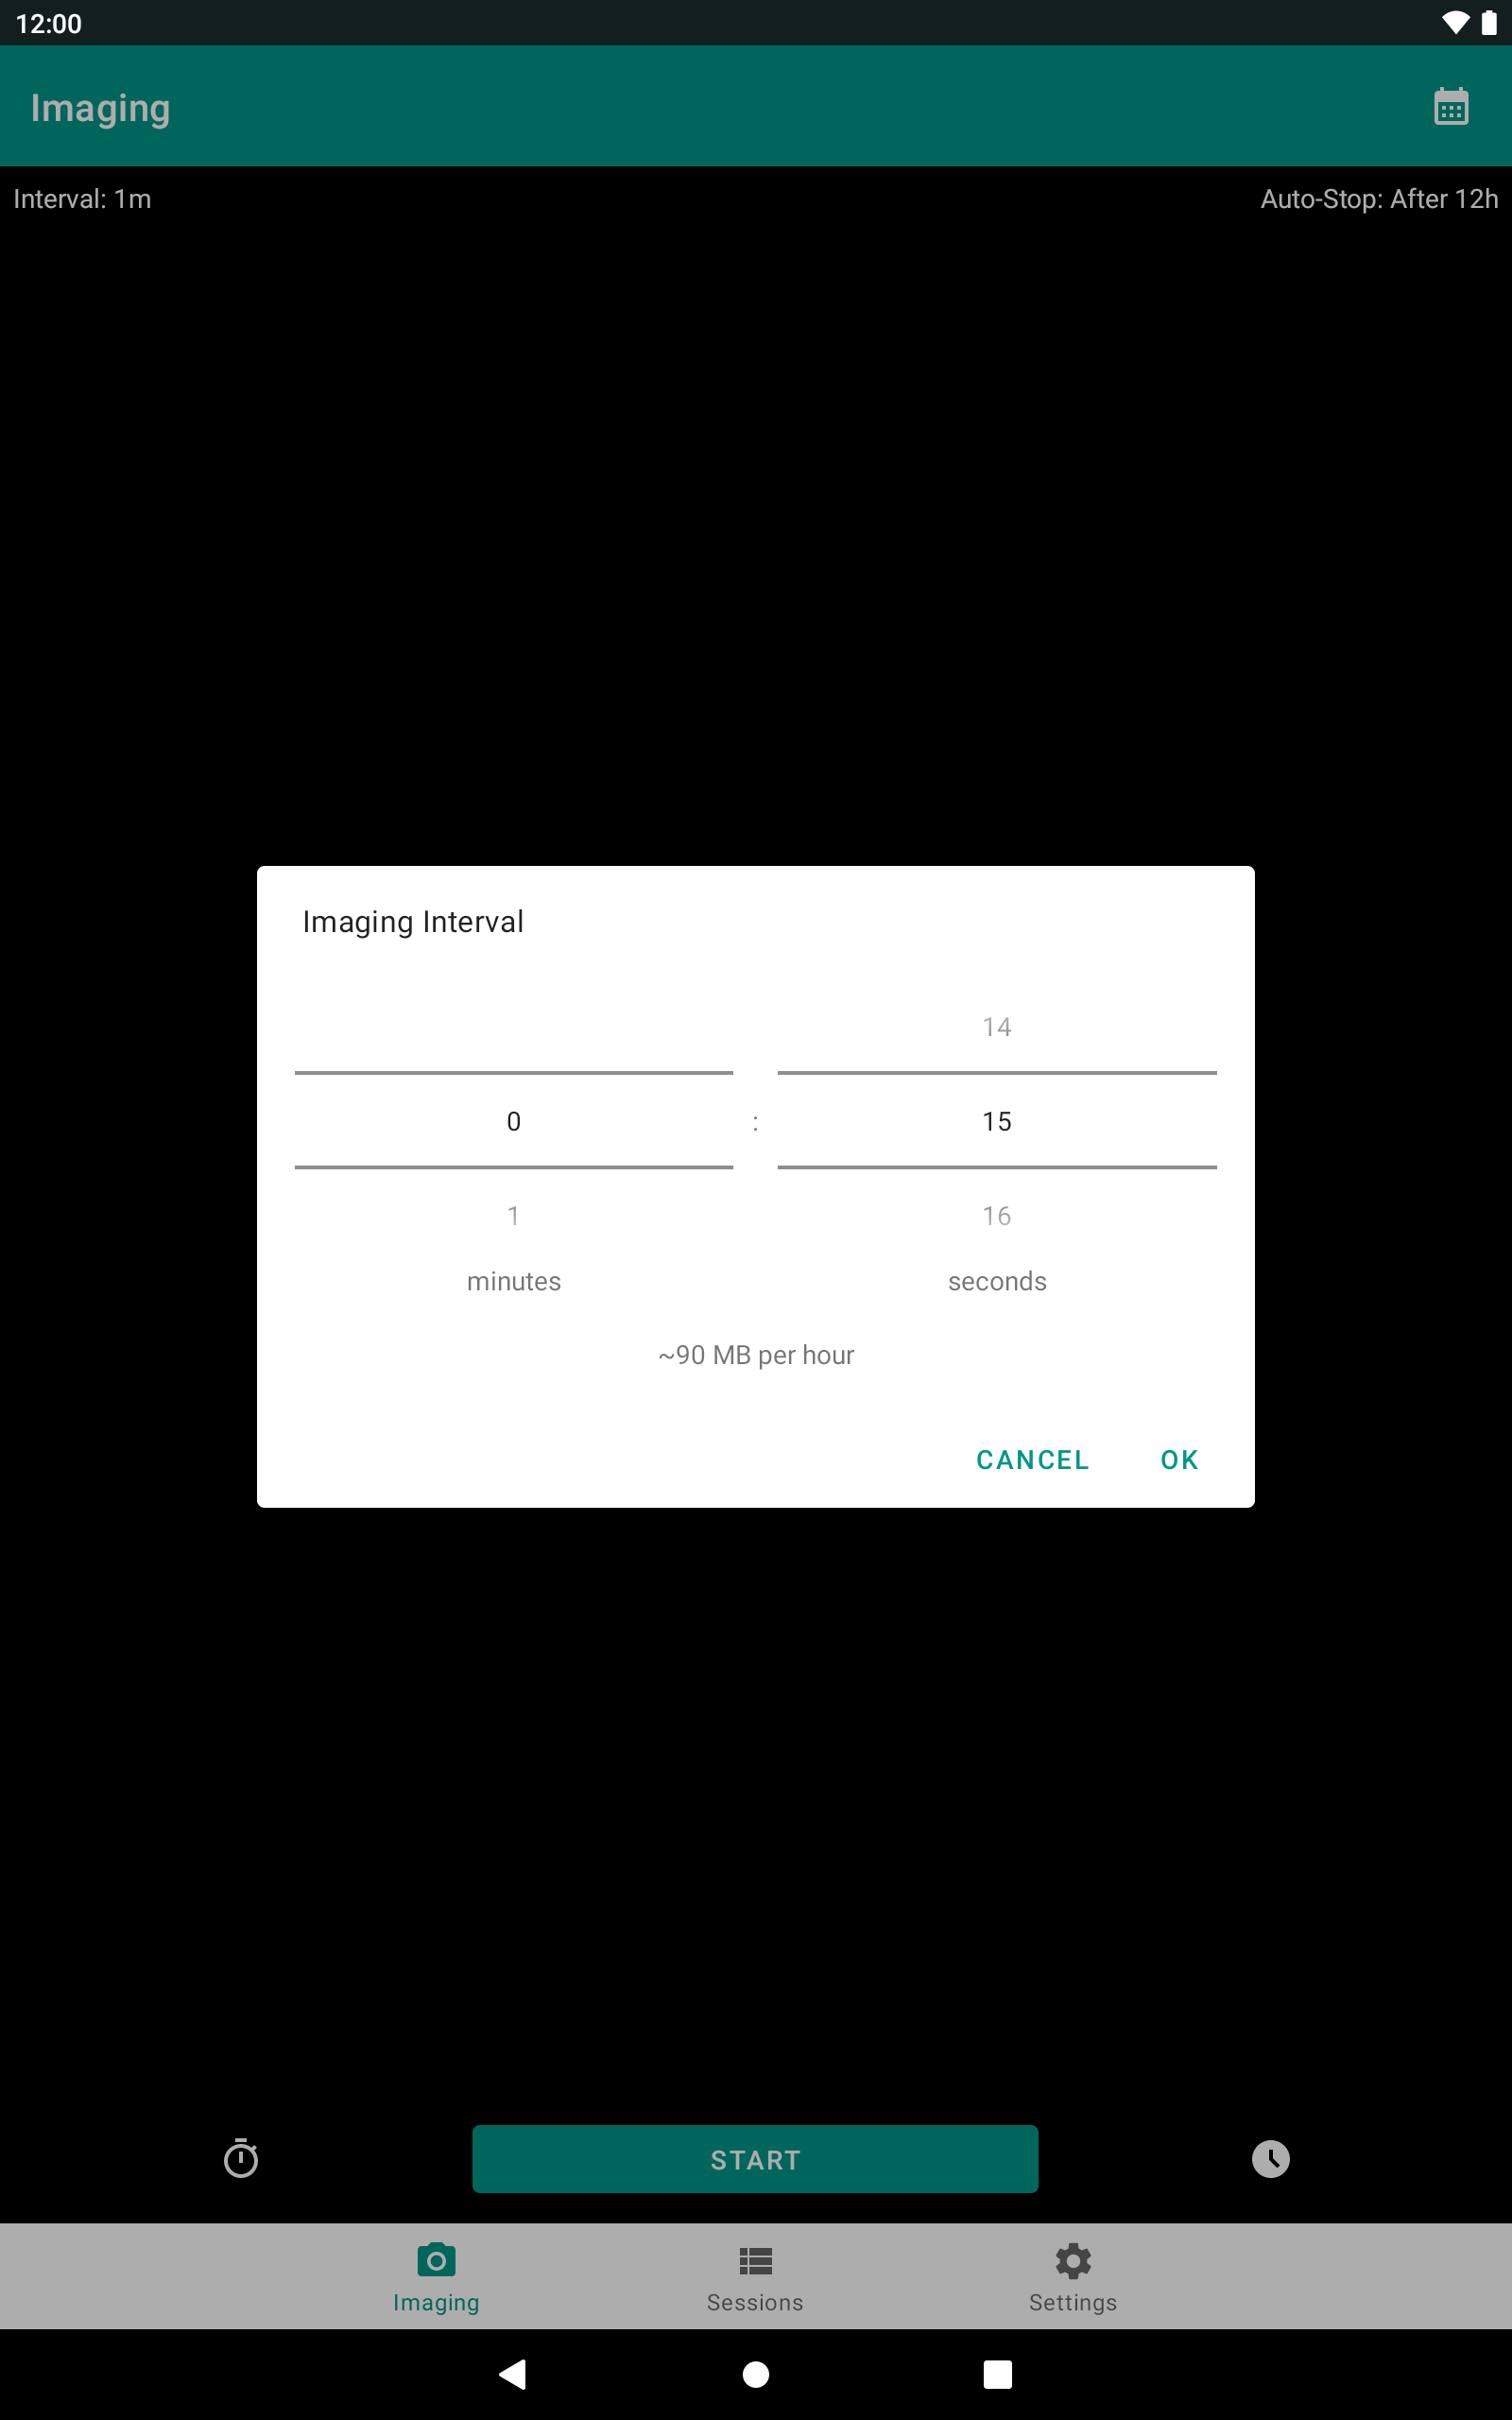 12:00
Imaging
Interval: 1m
Auto-Stop: After 12h
Imaging Interval
14
0 : 15
1 16
minutes seconds
~90 MB per hour
CANCEL OK
START
Imaging Sessions Settings